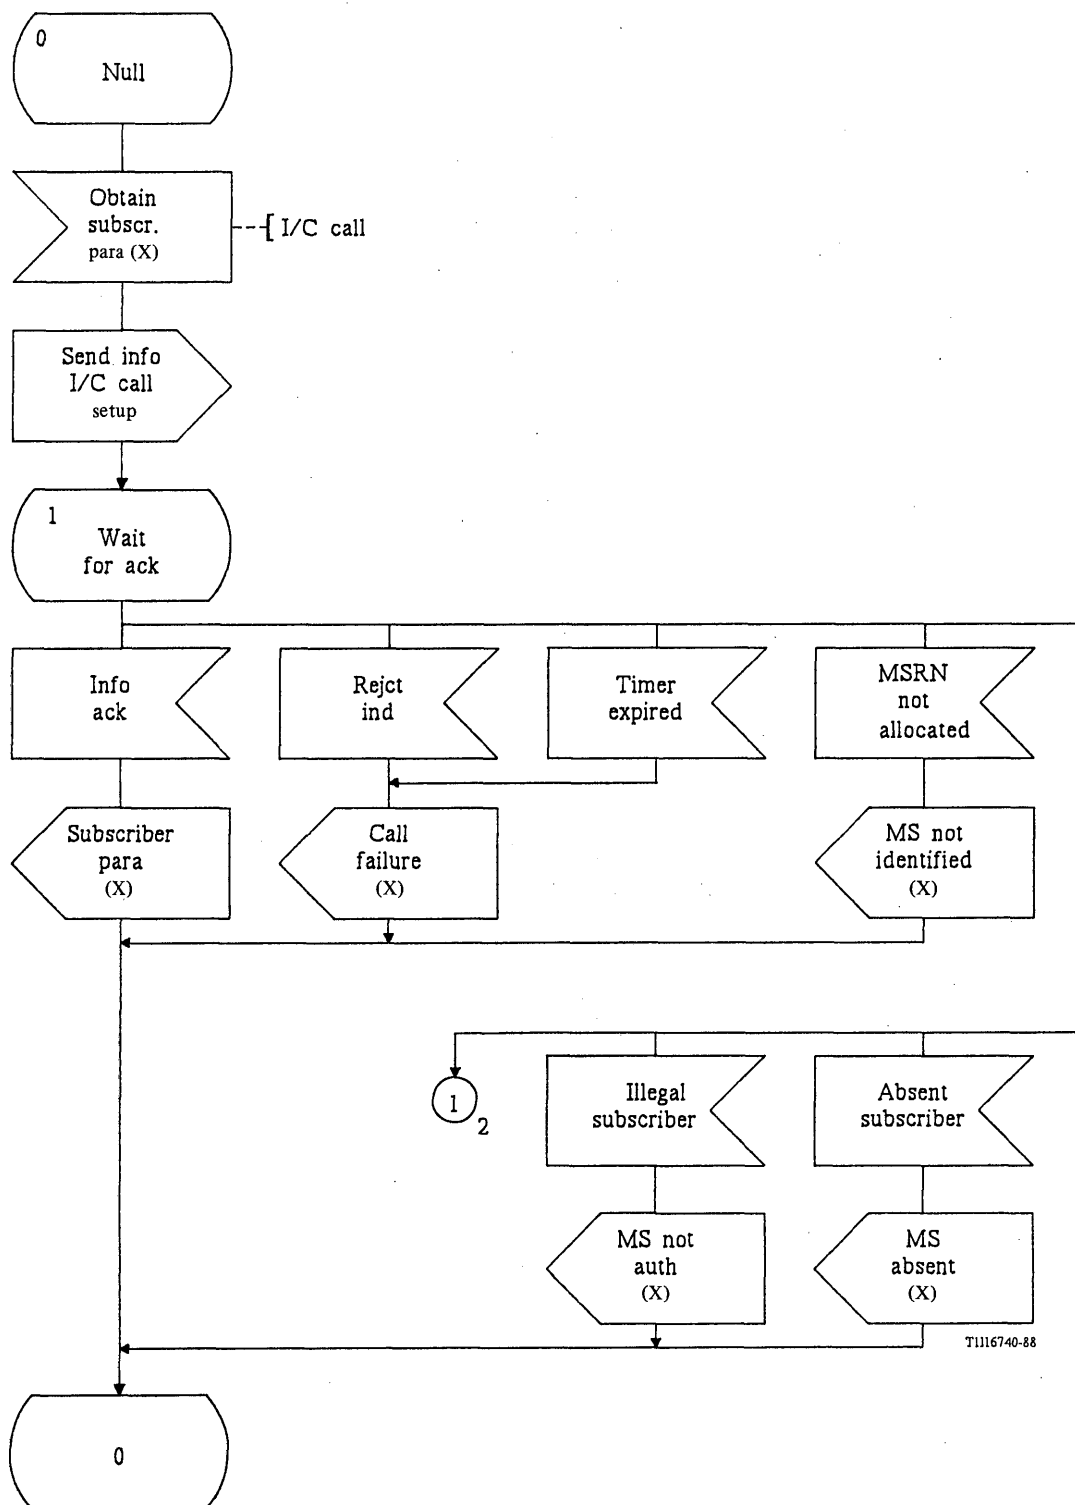 0
Null
Obtain
subscr.
para (X)
I/C call
Send info
I/C call
setup
1
Wait
for ack
Info
ack
Rejct
ind
Timer
expired
MSRN
not
allocated
Subscriber
para
(X)
Call
failure
(X)
MS not
identified
(X)
1
2
Illegal
subscriber
Absent
subscriber
MS not
auth
(X)
MS
absent
(X)
T1116740-88
0